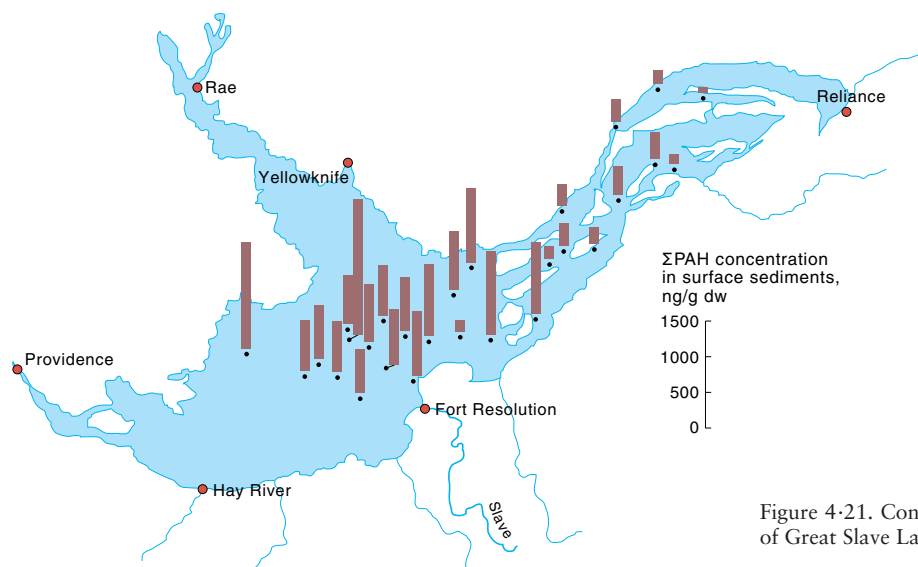 Rae
Reliance
Yellowknife
ΣPAH concentration
in surface sediments,
ng/g dw
1500
1000
500
0
Providence
Fort Resolution
Hay River
Slave
Figure 4·21. Con
of Great Slave La